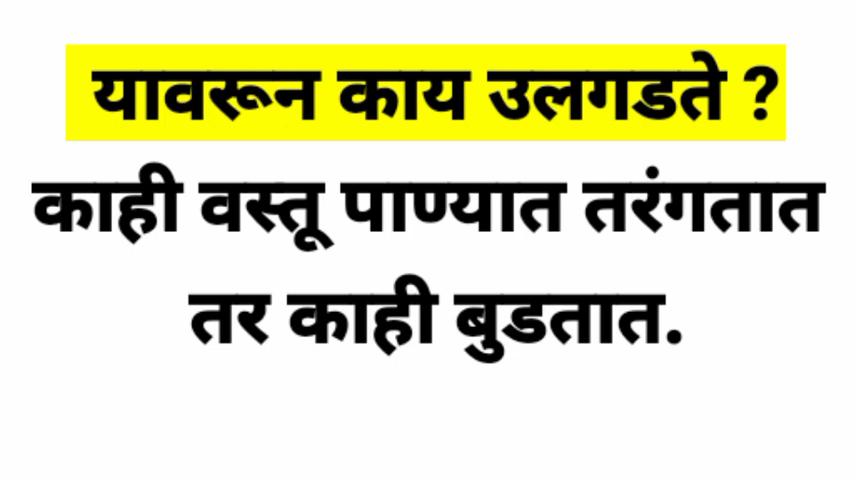 यावरून काय उलगडते ?
काही वस्तू पाण्यात तरंगतात
तर काही बुडतात.